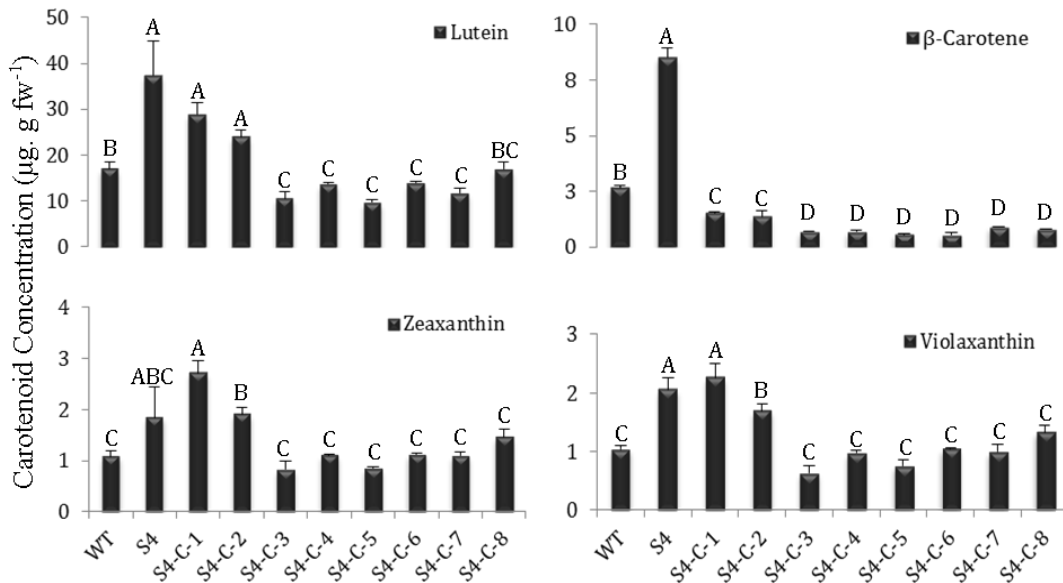 Carotenoid Concentration (µg. g fw⁻¹)
Lutein
50
40
30
20
10
0
B
A
A
A
C
C
C
C
C
BC
β-Carotene
10
8
5
3
0
B
A
C
C
D
D
D
D
D
D
Zeaxanthin
4
3
2
1
0
C
ABC
A
B
C
C
C
C
C
C
WT
S4
S4-C-1
S4-C-2
S4-C-3
S4-C-4
S4-C-5
S4-C-6
S4-C-7
S4-C-8
Violaxanthin
3
2
1
0
C
A
A
B
C
C
C
C
C
C
WT
S4
S4-C-1
S4-C-2
S4-C-3
S4-C-4
S4-C-5
S4-C-6
S4-C-7
S4-C-8